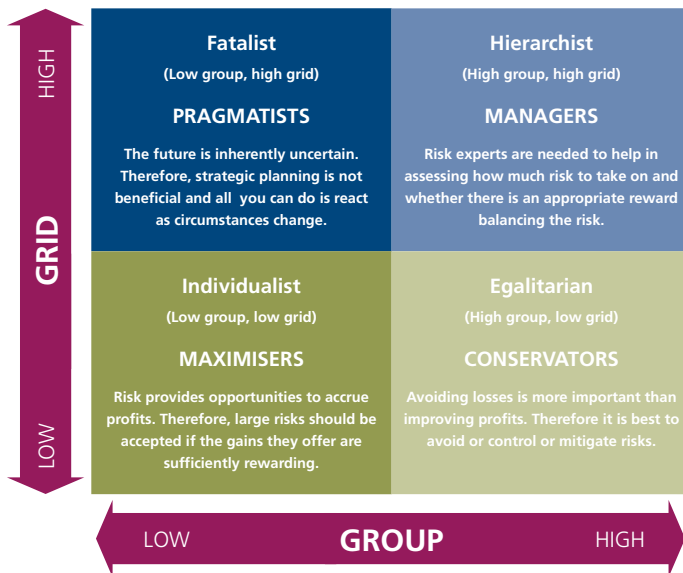 HIGH
GRID
LOW
Fatalist
(Low group, high grid)
PRAGMATISTS
The future is inherently uncertain.
Therefore, strategic planning is not
beneficial and all you can do is react
as circumstances change.
Hierarchist
(High group, high grid)
MANAGERS
Risk experts are needed to help in
assessing how much risk to take on and
whether there is an appropriate reward
balancing the risk.
Individualist
(Low group, low grid)
MAXIMISERS
Risk provides opportunities to accrue
profits. Therefore, large risks should be
accepted if the gains they offer are
sufficiently rewarding.
Egalitarian
(High group, low grid)
CONSERVATORS
Avoiding losses is more important than
improving profits. Therefore it is best to
avoid or control or mitigate risks.
LOW
GROUP
HIGH